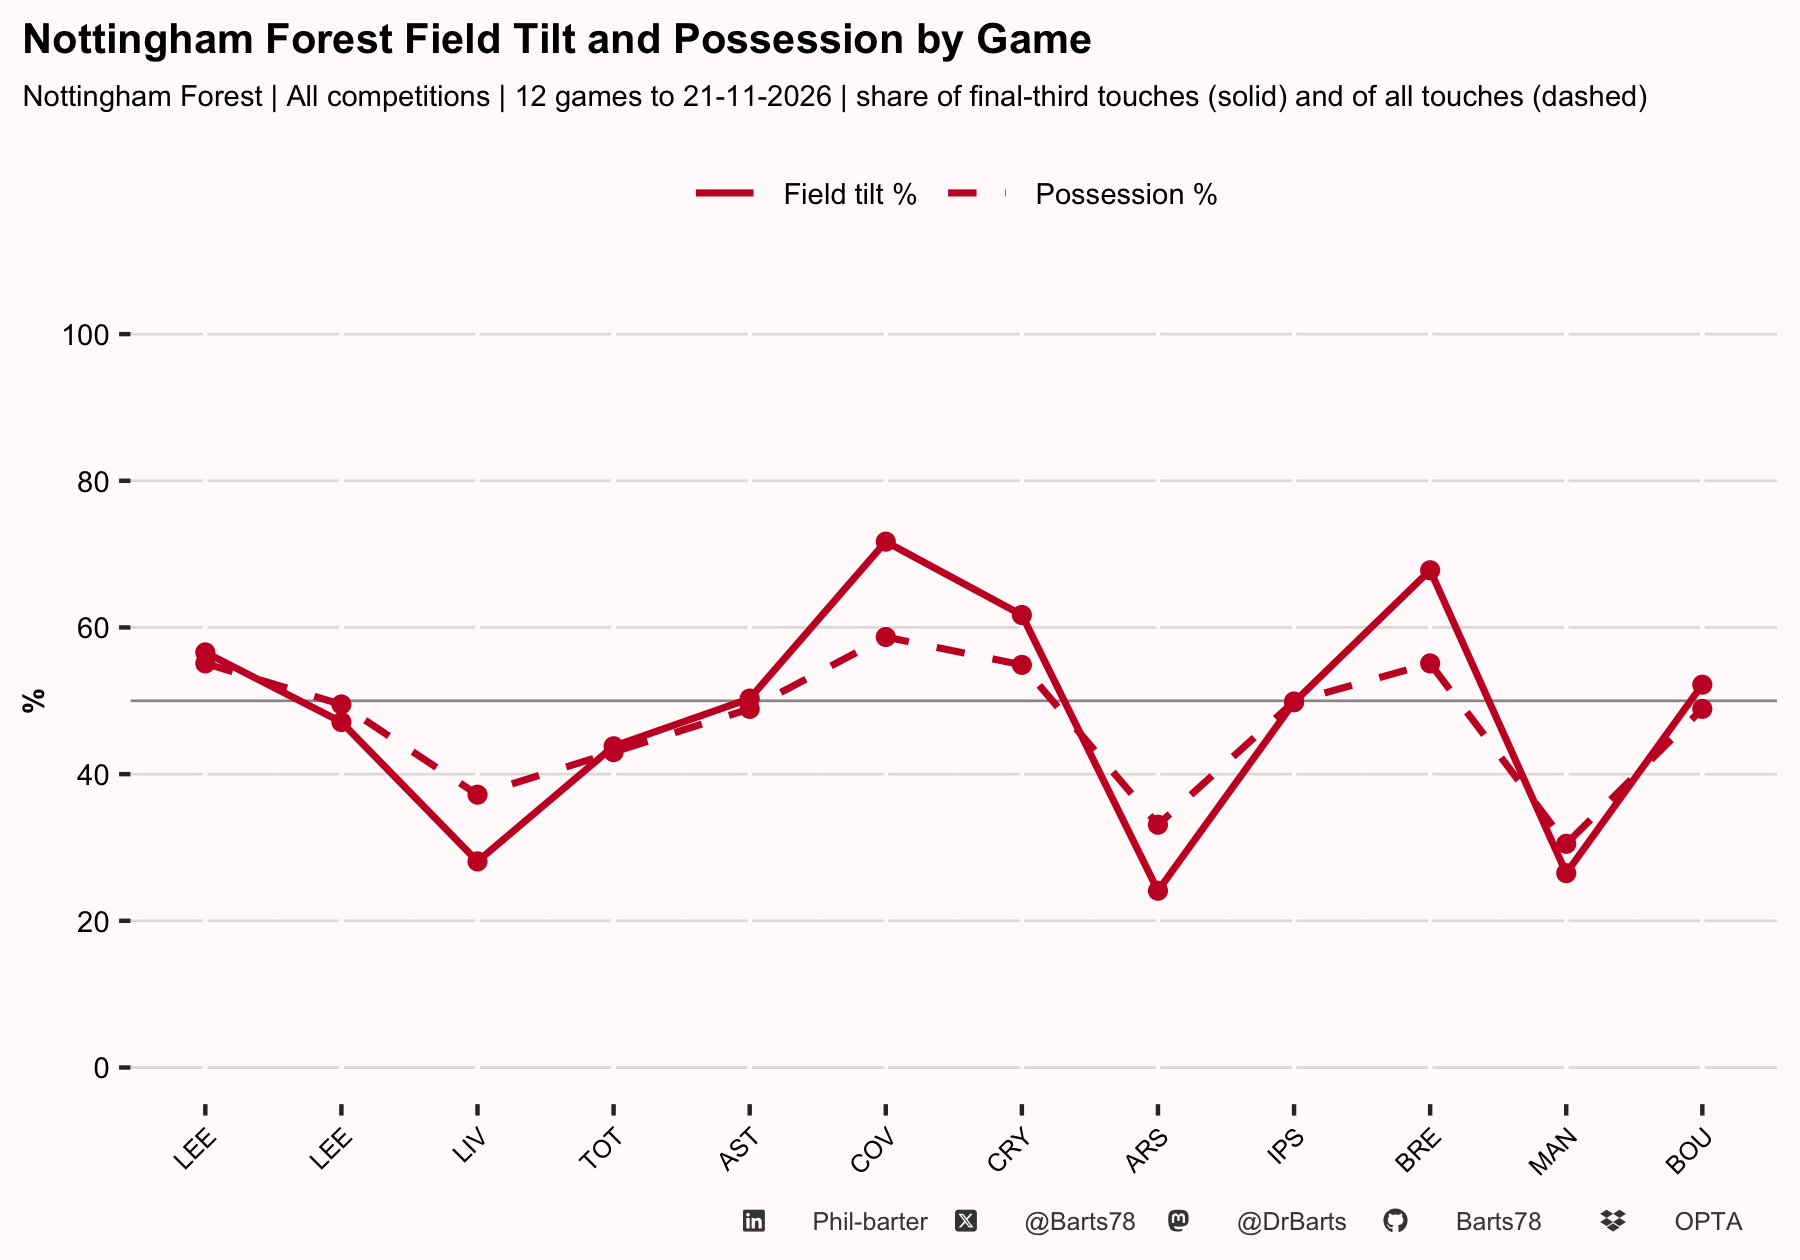 Nottingham Forest Field Tilt and Possession by Game
Nottingham Forest | All competitions | 12 games to 21-11-2026 | share of final-third touches (solid) and of all touches (dashed)
Field tilt % Possession %
100
80
60
40
20
0
%
LEE LEE LIV TOT AST COV CRY ARS IPS BRE MAN BOU
Phil-barter @Barts78 @DrBarts Barts78 OPTA